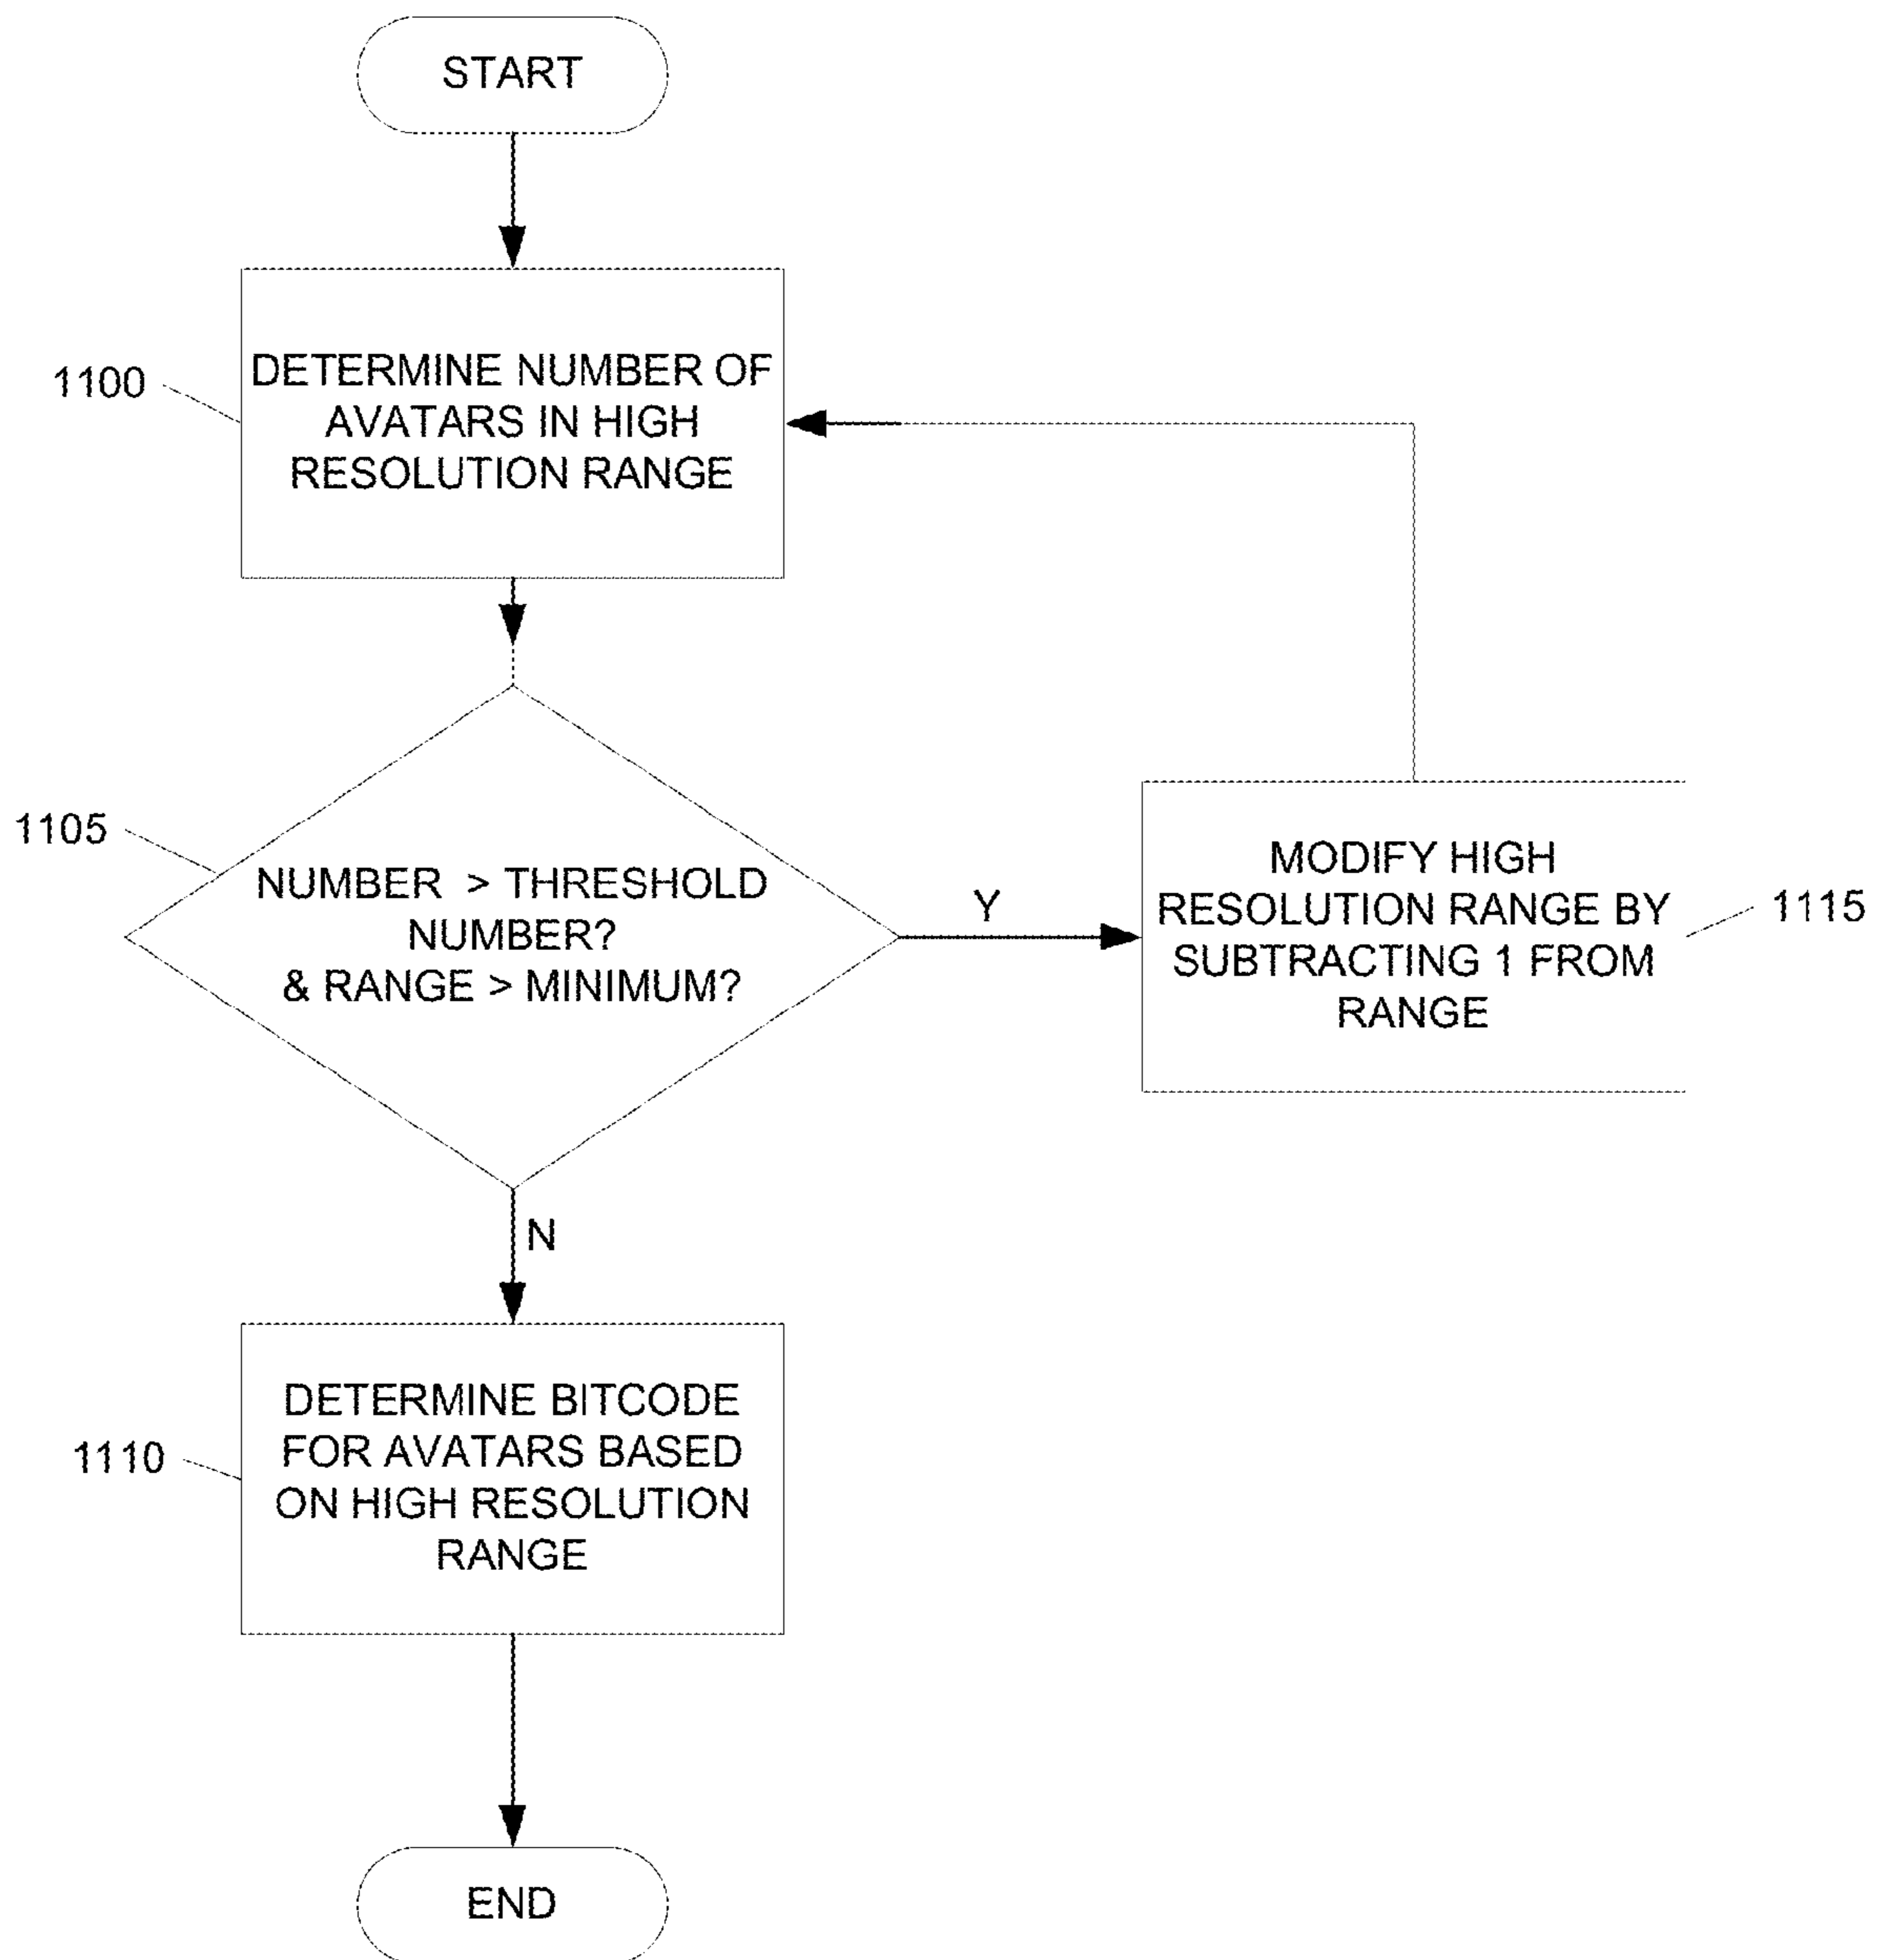 START
1100
DETERMINE NUMBER OF
AVATARS IN HIGH
RESOLUTION RANGE
1105
NUMBER > THRESHOLD
NUMBER?
& RANGE > MINIMUM?
Y
MODIFY HIGH
RESOLUTION RANGE BY
SUBTRACTING 1 FROM
RANGE
1115
N
1110
DETERMINE BITCODE
FOR AVATARS BASED
ON HIGH RESOLUTION
RANGE
END